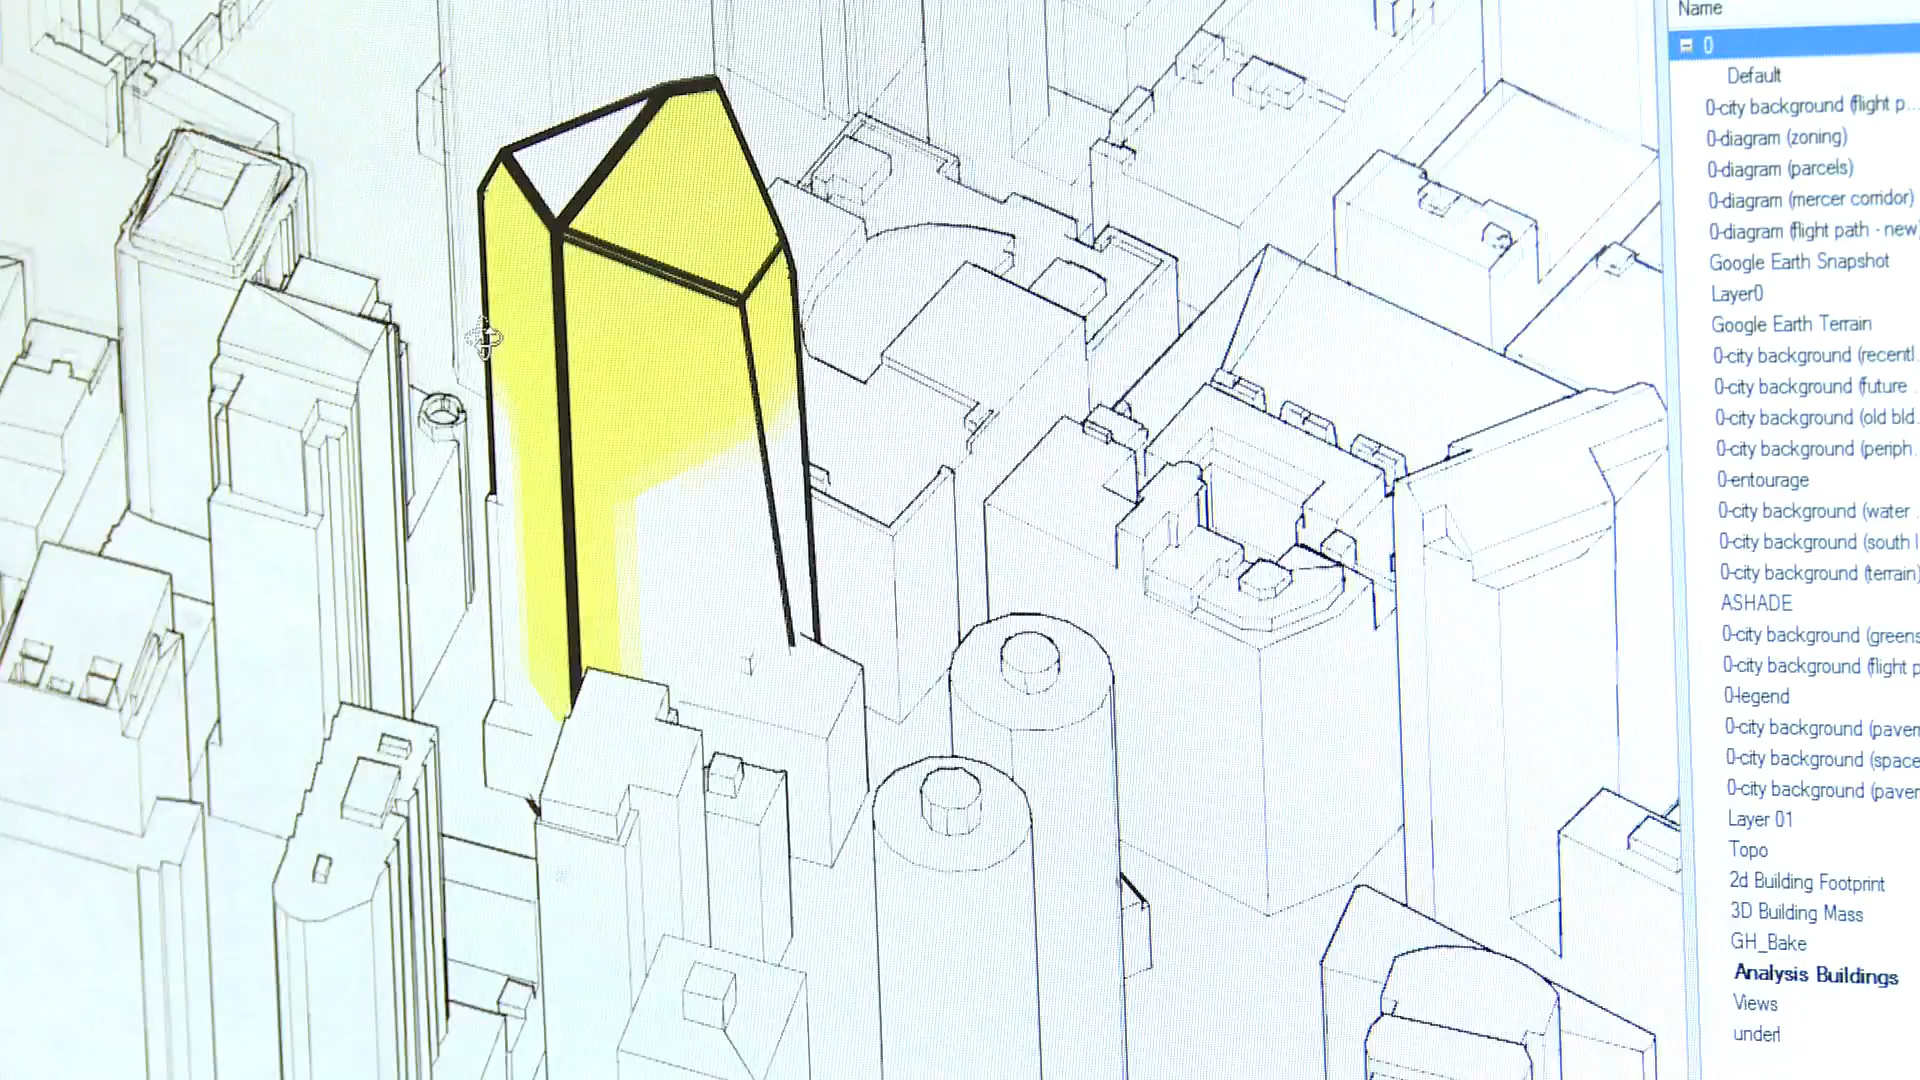 Name
0
Default
0-city background (flight p...
0-diagram (zoning)
0-diagram (parcels)
0-diagram (mercer corridor)
0-diagram (flight path - new
Google Earth Snapshot
Layer0
Google Earth Terrain
0-city background (recentl
0-city background (future
0-city background (old bld
0-city background (periph
0-entourage
0-city background (water
0-city background (south l
0-city background (terrain)
ASHADE
0-city background (greens
0-city background (flight p
0-legend
0-city background (paver
0-city background (space
0-city background (paver
Layer 01
Topo
2d Building Footprint
3D Building Mass
GH_Bake
Analysis Buildings
Views
underl